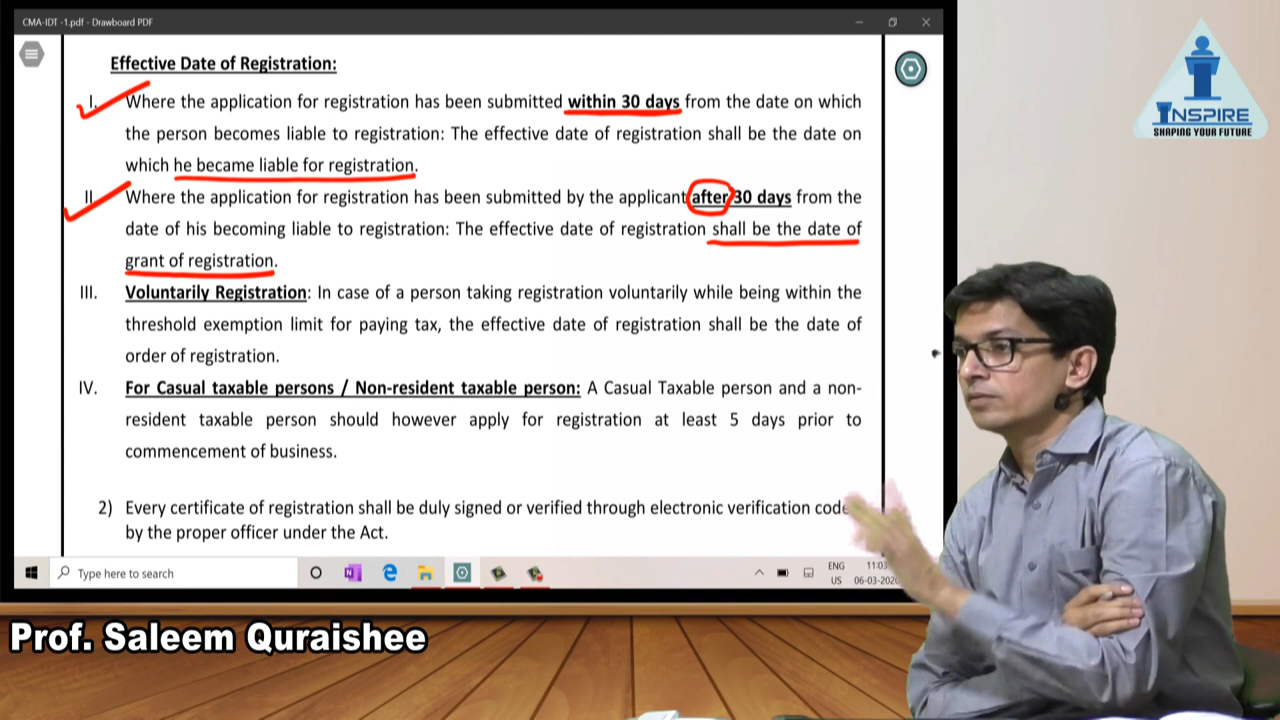 CMA-IDT -1.pdf - Drawboard PDF
Effective Date of Registration:
I. Where the application for registration has been submitted within 30 days from the date on which
the person becomes liable to registration: The effective date of registration shall be the date on
which he became liable for registration.
II. Where the application for registration has been submitted by the applicant after 30 days from the
date of his becoming liable to registration: The effective date of registration shall be the date of
grant of registration.
III. Voluntarily Registration: In case of a person taking registration voluntarily while being within the
threshold exemption limit for paying tax, the effective date of registration shall be the date of
order of registration.
IV. For Casual taxable persons / Non-resident taxable person: A Casual Taxable person and a non-
resident taxable person should however apply for registration at least 5 days prior to
commencement of business.
2) Every certificate of registration shall be duly signed or verified through electronic verification code
by the proper officer under the Act.
Type here to search
ENG
US
11:03
06-03-2020
INSPIRE
SHAPING YOUR FUTURE
Prof. Saleem Quraishee